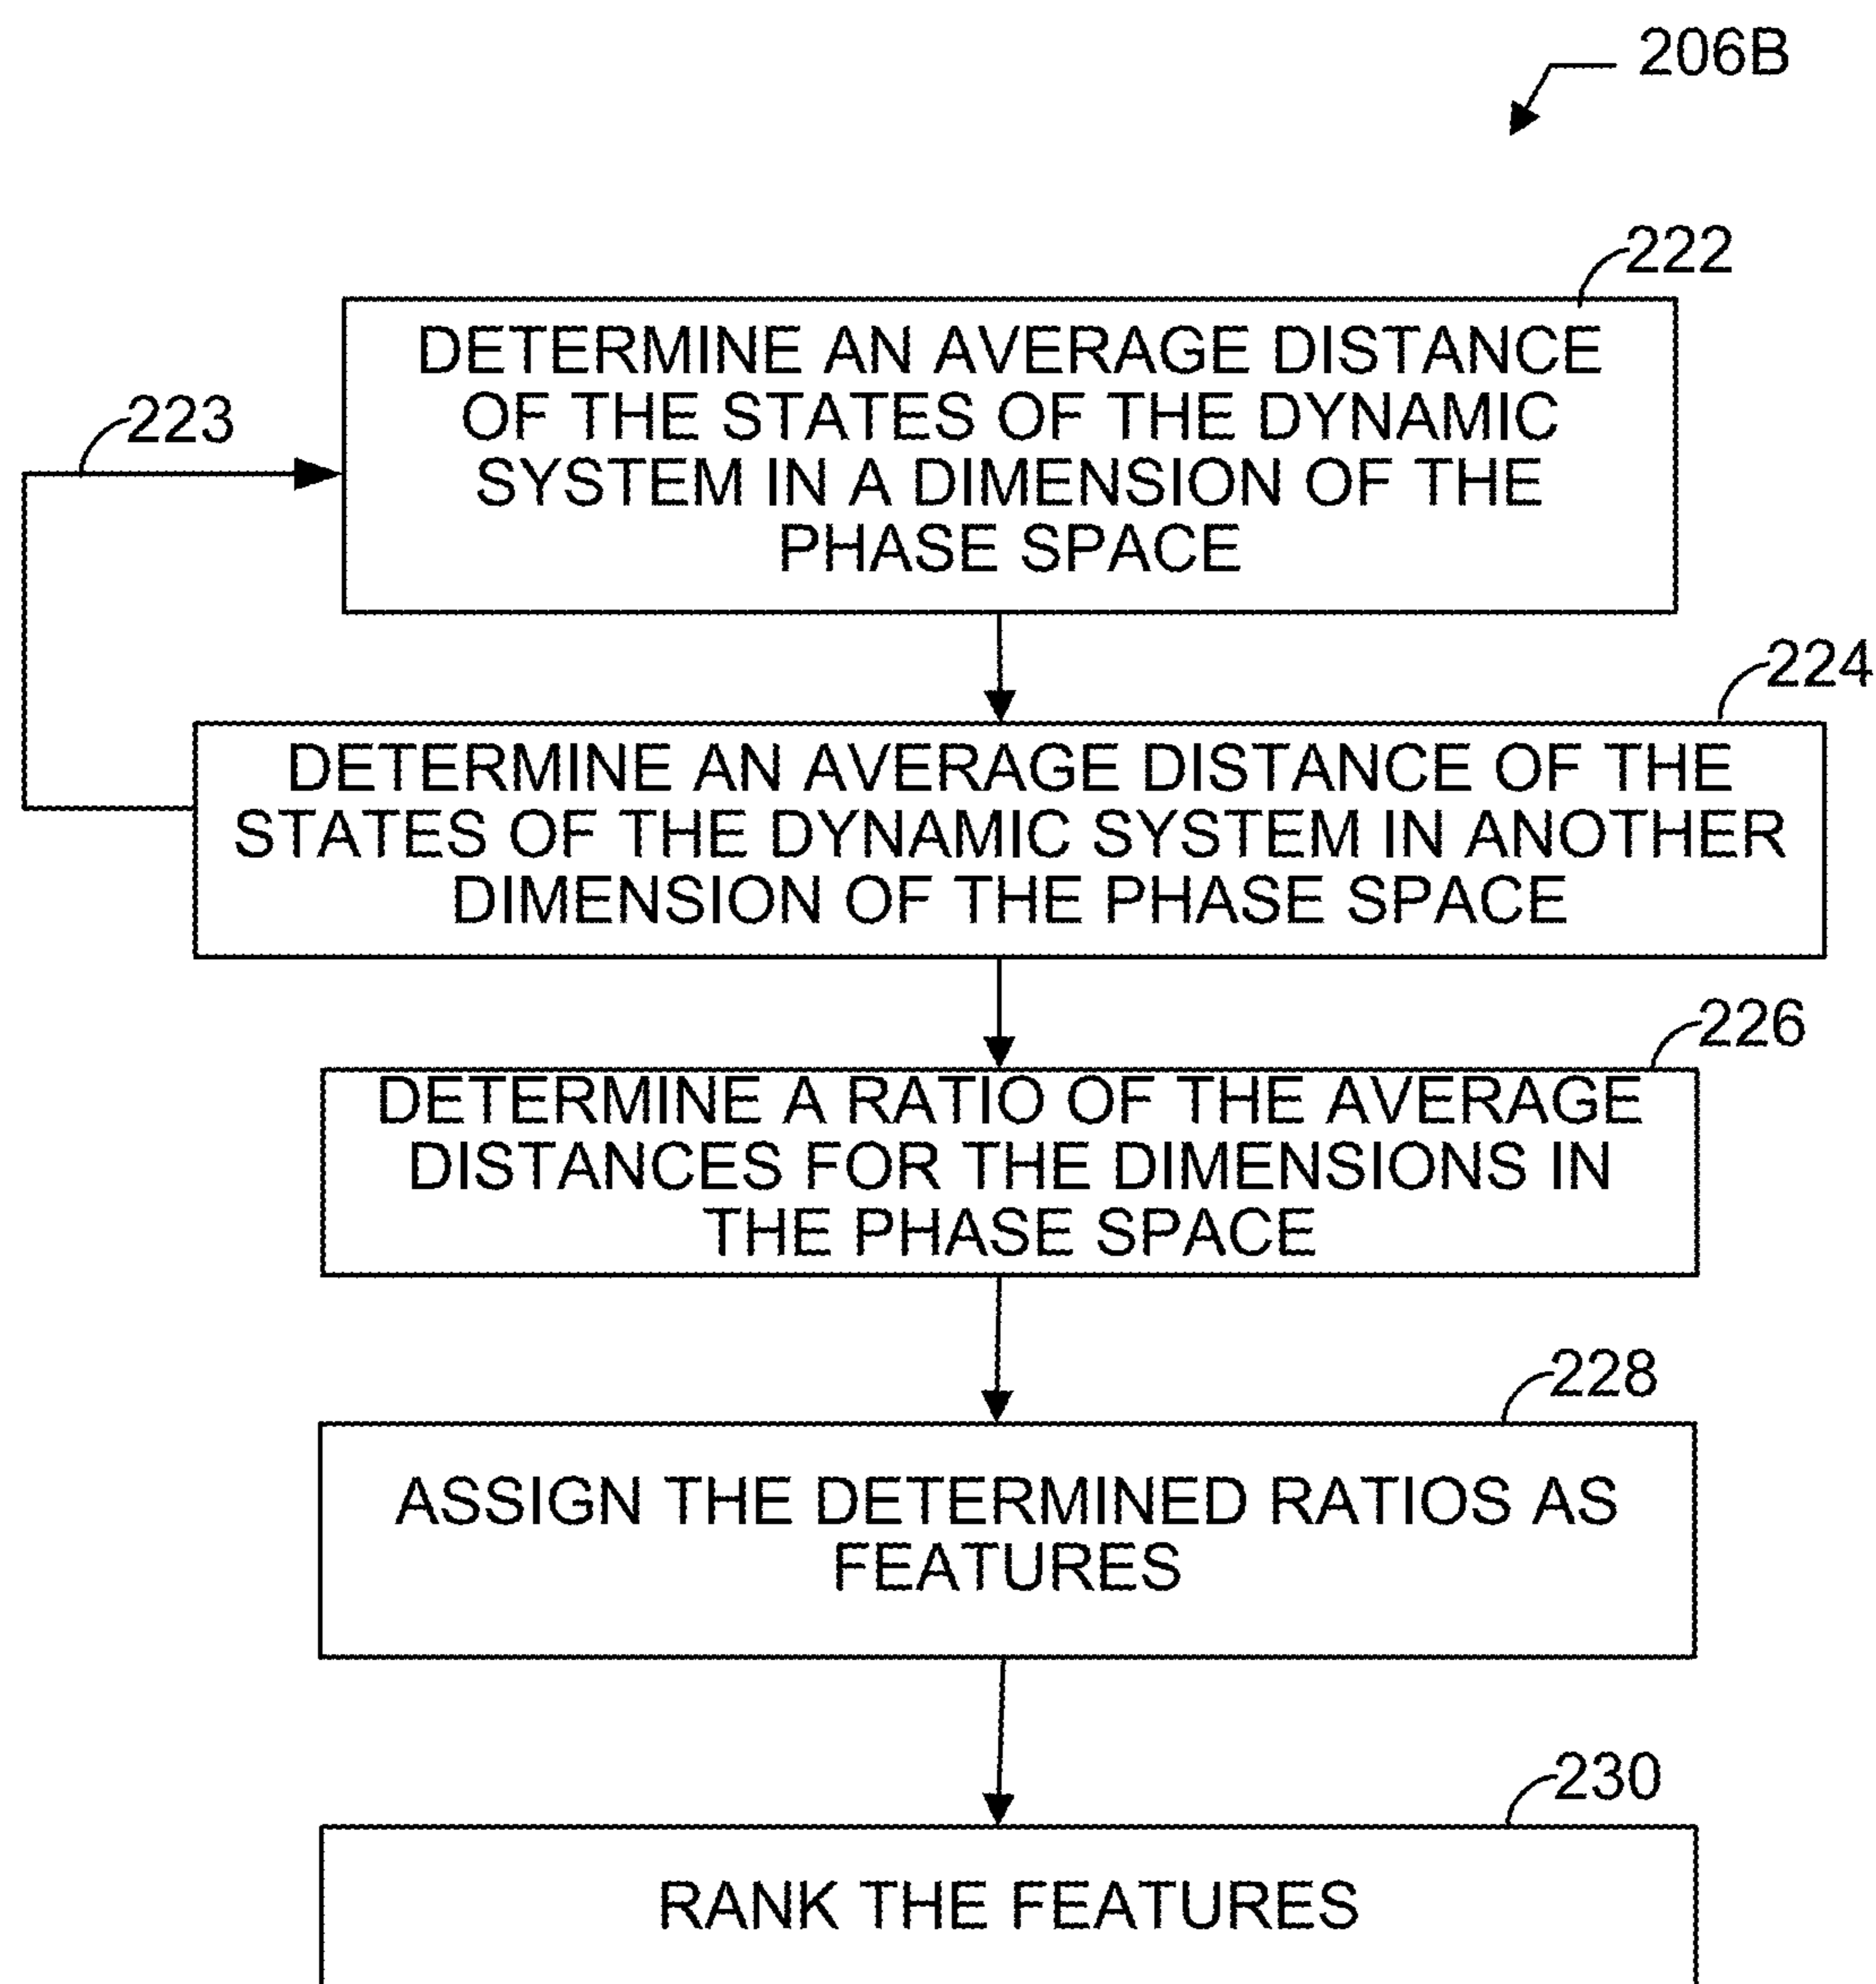 206B
222
DETERMINE AN AVERAGE DISTANCE
OF THE STATES OF THE DYNAMIC
SYSTEM IN A DIMENSION OF THE
PHASE SPACE
223
224
DETERMINE AN AVERAGE DISTANCE OF THE
STATES OF THE DYNAMIC SYSTEM IN ANOTHER
DIMENSION OF THE PHASE SPACE
226
DETERMINE A RATIO OF THE AVERAGE
DISTANCES FOR THE DIMENSIONS IN
THE PHASE SPACE
228
ASSIGN THE DETERMINED RATIOS AS
FEATURES
230
RANK THE FEATURES